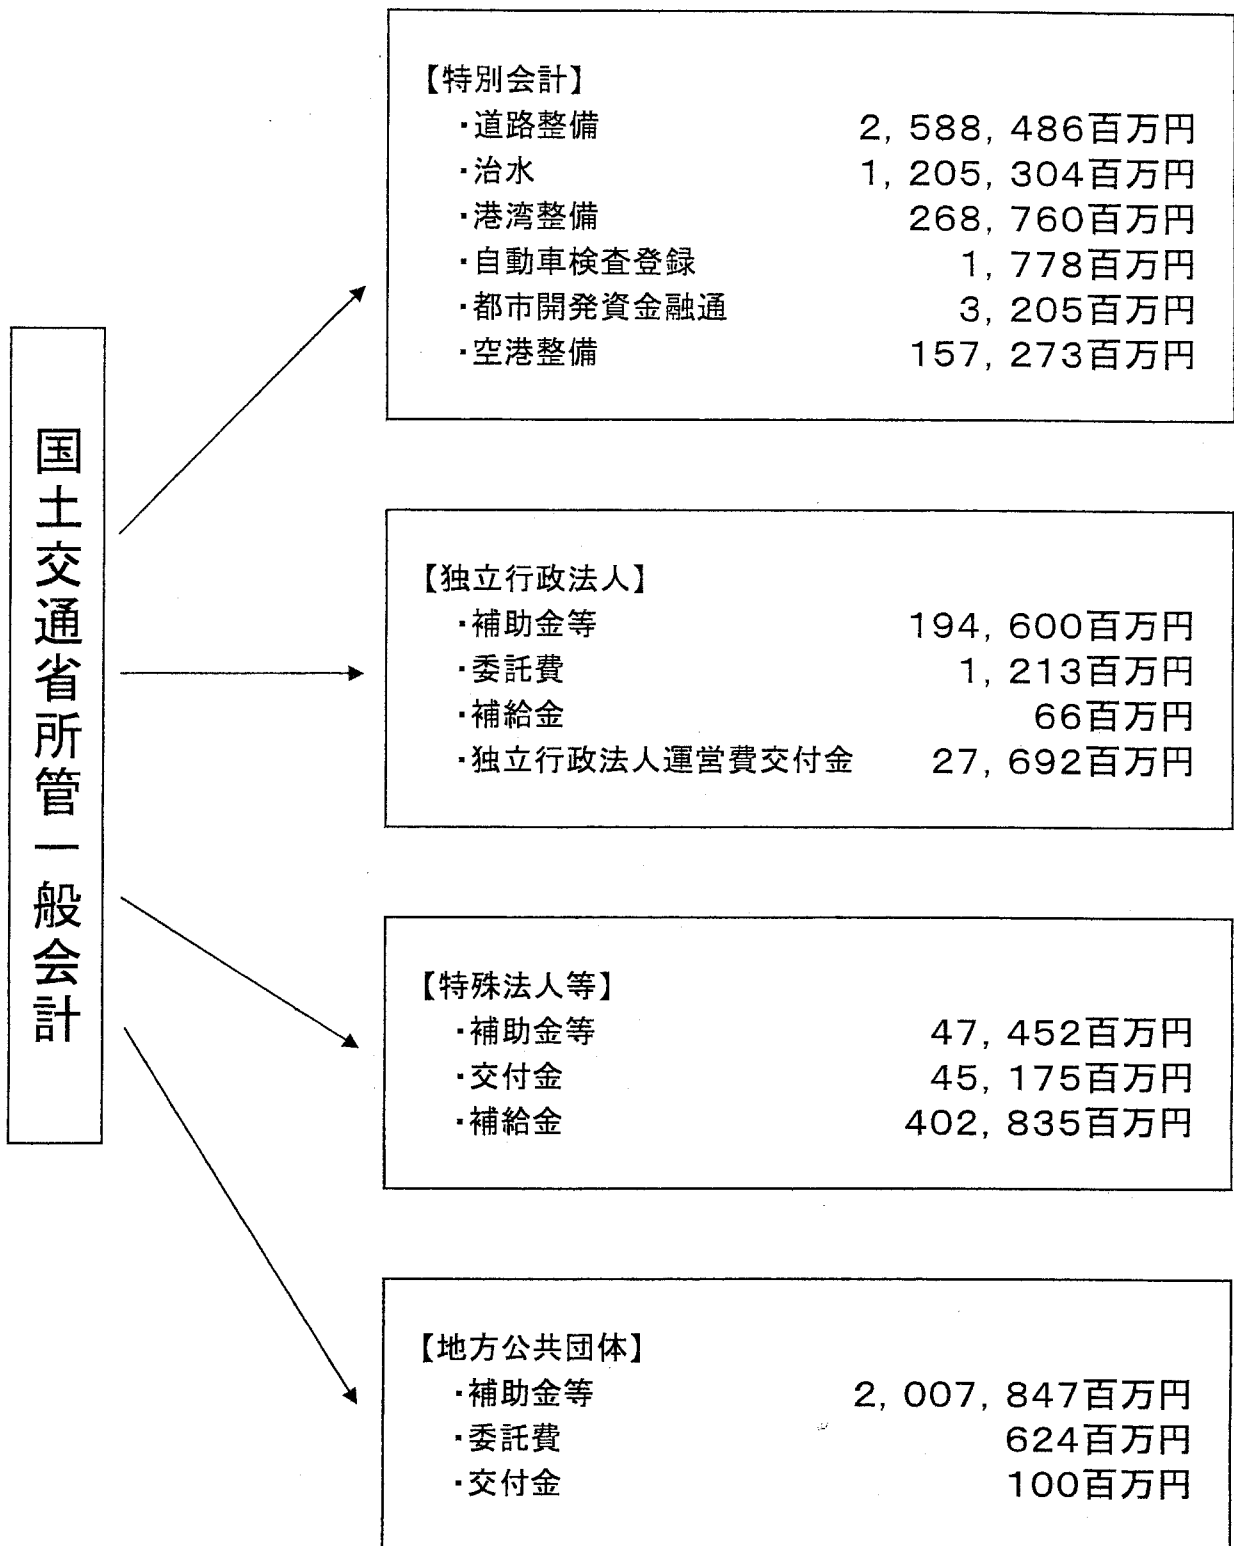 国土交通省所管一般会計
【特別会計】
・道路整備 2,588,486百万円
・治水 1,205,304百万円
・港湾整備 268,760百万円
・自動車検査登録 1,778百万円
・都市開発資金融通 3,205百万円
・空港整備 157,273百万円
【独立行政法人】
・補助金等 194,600百万円
・委託費 1,213百万円
・補給金 66百万円
・独立行政法人運営費交付金 27,692百万円
【特殊法人等】
・補助金等 47,452百万円
・交付金 45,175百万円
・補給金 402,835百万円
【地方公共団体】
・補助金等 2,007,847百万円
・委託費 624百万円
・交付金 100百万円